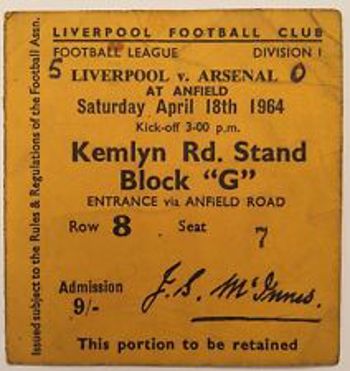 LIVERPOOL FOOTBALL CLUB
FOOTBALL LEAGUE DIVISION 1
5 LIVERPOOL v. ARSENAL 0
AT ANFIELD
Saturday April 18th 1964
Kick-off 3-00 p.m.
Kemlyn Rd. Stand
Block "G"
ENTRANCE via ANFIELD ROAD
Row 8 Seat 7
Admission
9/-
J.S. McInnes.
This portion to be retained
Issued subject to the Rules & Regulations of the Football Assn.